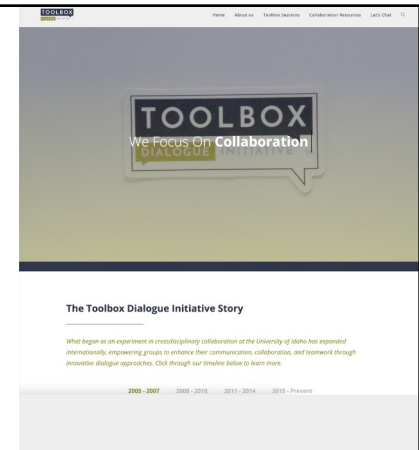 TOOLBOX
DIALOGUE INITIATIVE
Home About us Toolbox Sessions Collaboration Resources Let's Chat
TOOLBOX
We Focus On Collaboration
DIALOGUE INITIATIVE
The Toolbox Dialogue Initiative Story
What began as an experiment in crossdisciplinary collaboration at the University of Idaho has expanded
internationally, empowering groups to enhance their communication, collaboration, and teamwork through
innovative dialogue approaches. Click through our timeline below to learn more.
2005 - 2007 2008 - 2010 2011 - 2014 2015 - Present